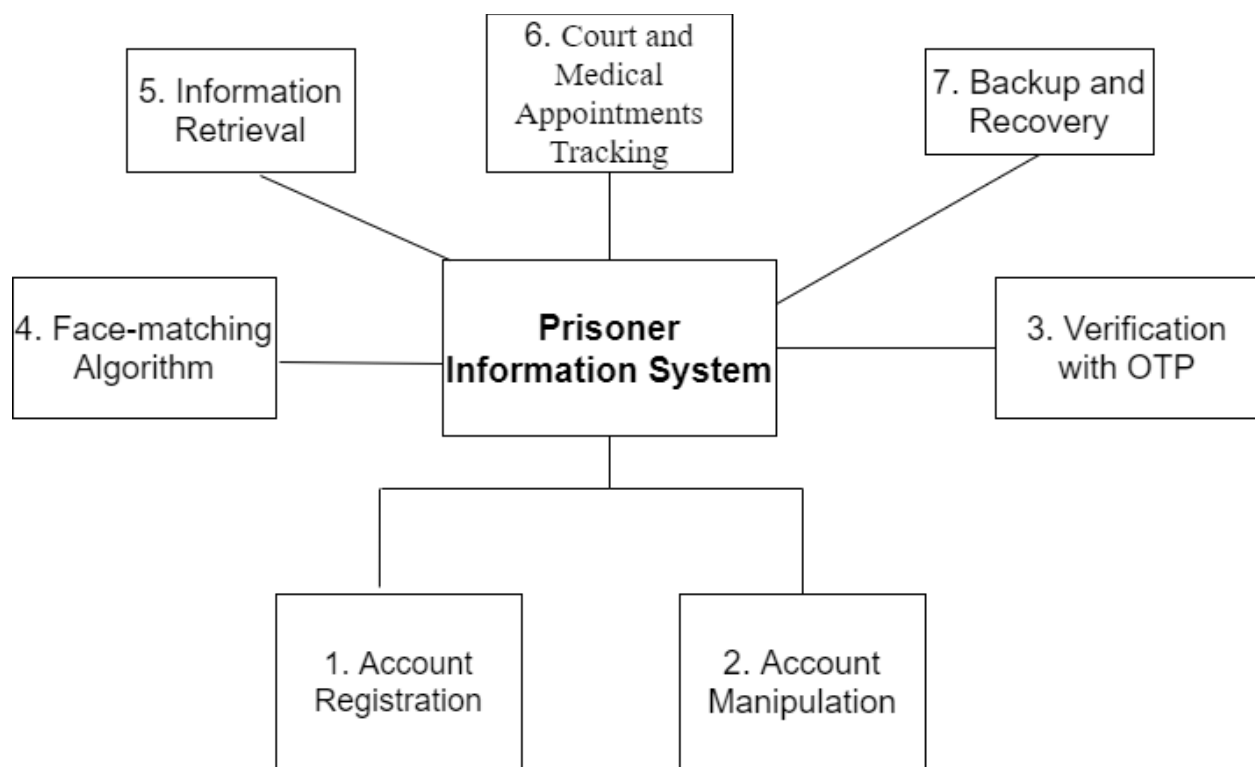 6. Court and
Medical
Appointments
Tracking
5. Information
Retrieval
7. Backup and
Recovery
4. Face-matching
Algorithm
Prisoner
Information System
3. Verification
with OTP
1. Account
Registration
2. Account
Manipulation